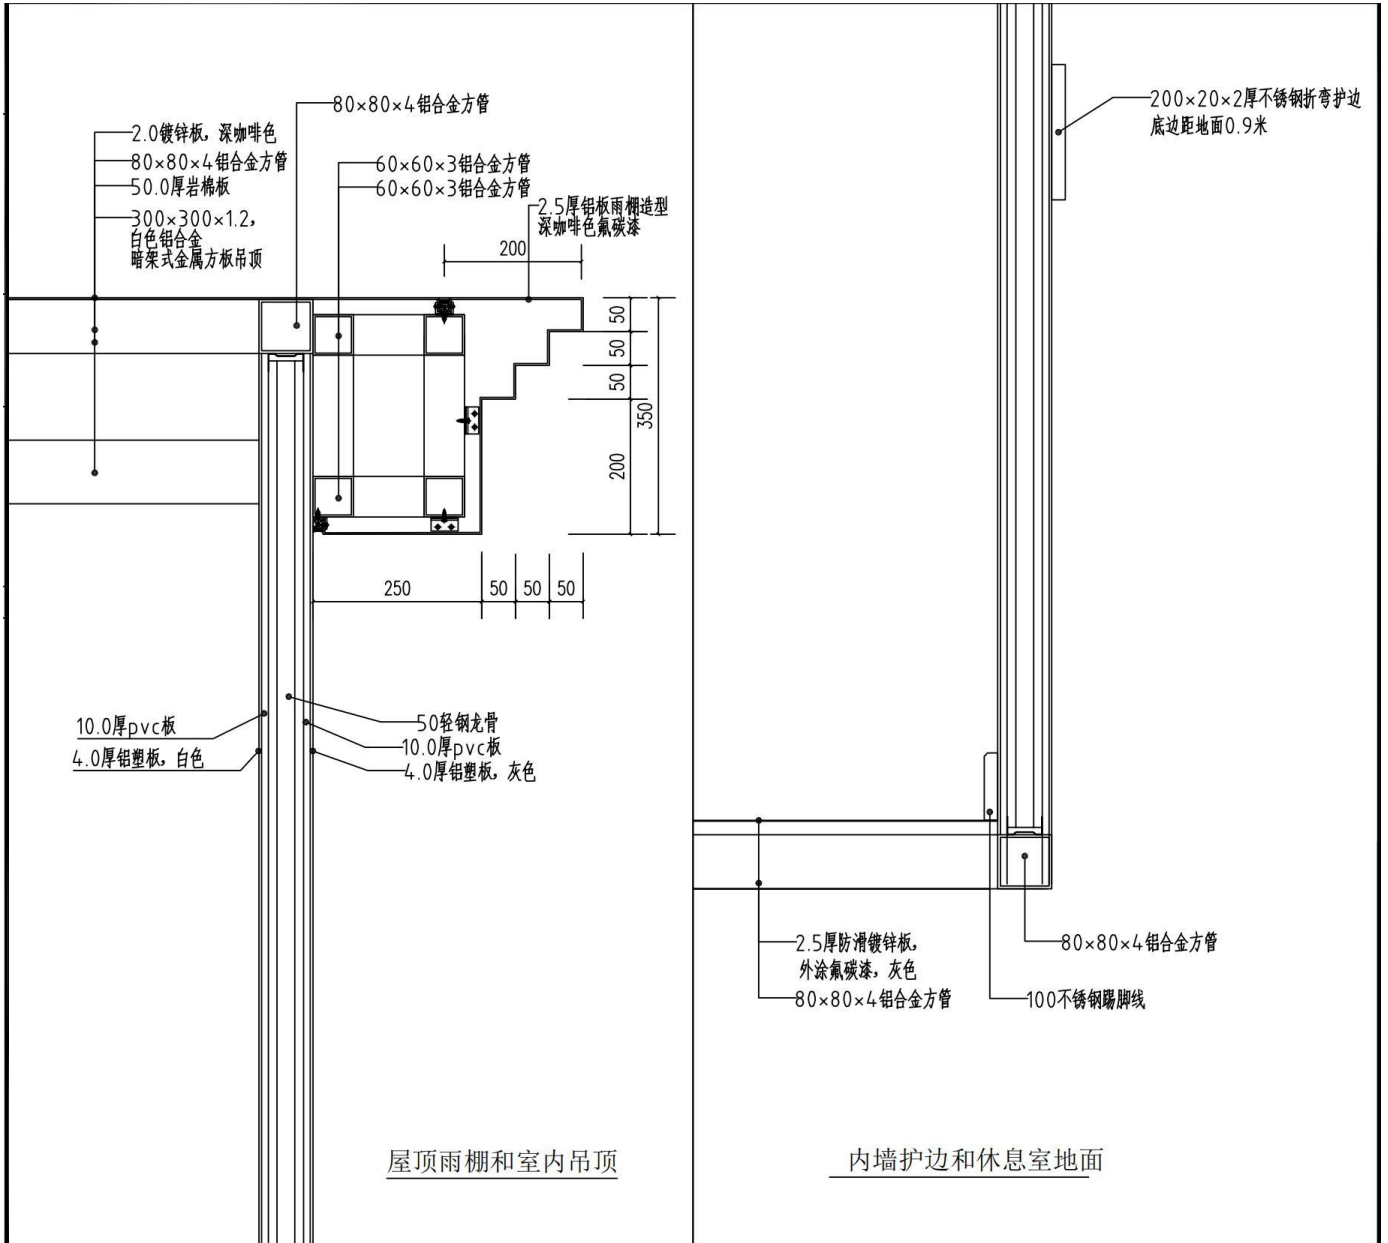 80×80×4铝合金方管
2.0镀锌板，深咖啡色
80×80×4铝合金方管
50.0厚岩棉板
300×300×1.2，
白色铝合金
暗架式金属方板吊顶
60×60×3铝合金方管
60×60×3铝合金方管
2.5厚铝板雨棚造型
深咖啡色氟碳漆
200
50
50
50
350
200
250
50
50
50
10.0厚pvc板
4.0厚铝塑板，白色
50轻钢龙骨
10.0厚pvc板
4.0厚铝塑板，灰色
屋顶雨棚和室内吊顶
200×20×2厚不锈钢折弯护边
底边距地面0.9米
2.5厚防滑镀锌板，
外涂氟碳漆，灰色
80×80×4铝合金方管
80×80×4铝合金方管
100不锈钢踢脚线
内墙护边和休息室地面